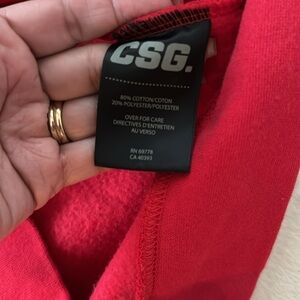 CSG.
80% COTTON/COTON
20% POLYESTER/POLYESTER
OVER FOR CARE
DIRECTIVES D'ENTRETIEN
AU VERSO
RN 69778
CA 40393